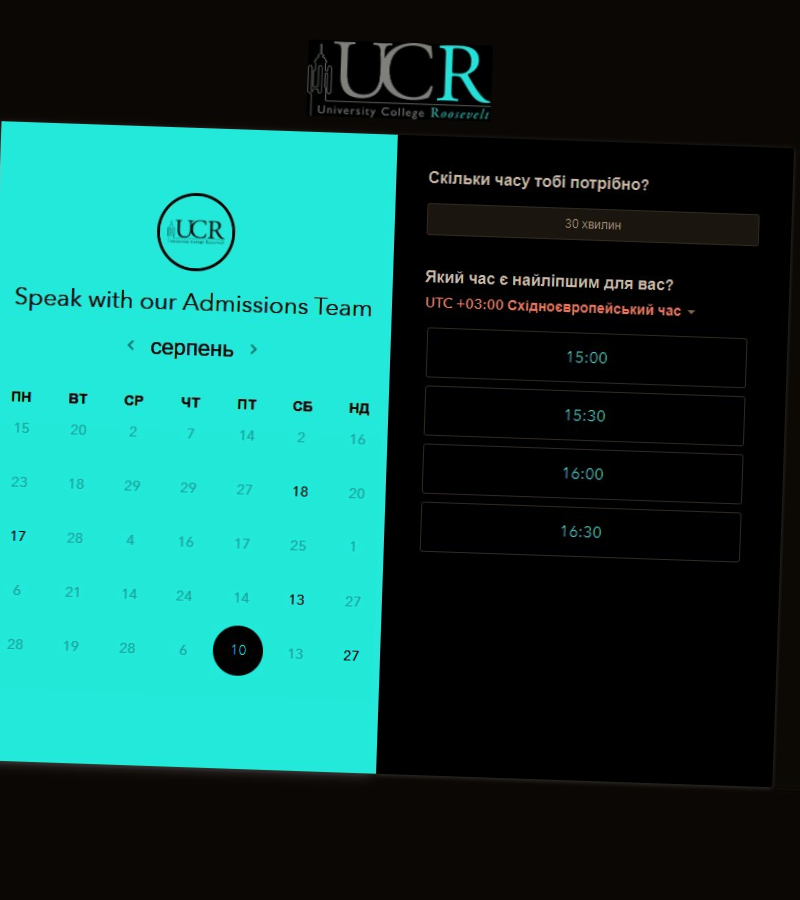 UCR
University College Roosevelt
UCR
Speak with our Admissions Team
серпень
ПН ВТ СР ЧТ ПТ СБ НД
15 20 2 7 14 2 16
23 18 29 29 27 18 20
17 28 4 16 17 25 1
6 21 14 24 14 13 27
28 19 28 6 10 13 27
Скільки часу тобі потрібно?
30 хвилин
Який час є найліпшим для вас?
UTC +03:00 Східноєвропейський час
15:00
15:30
16:00
16:30